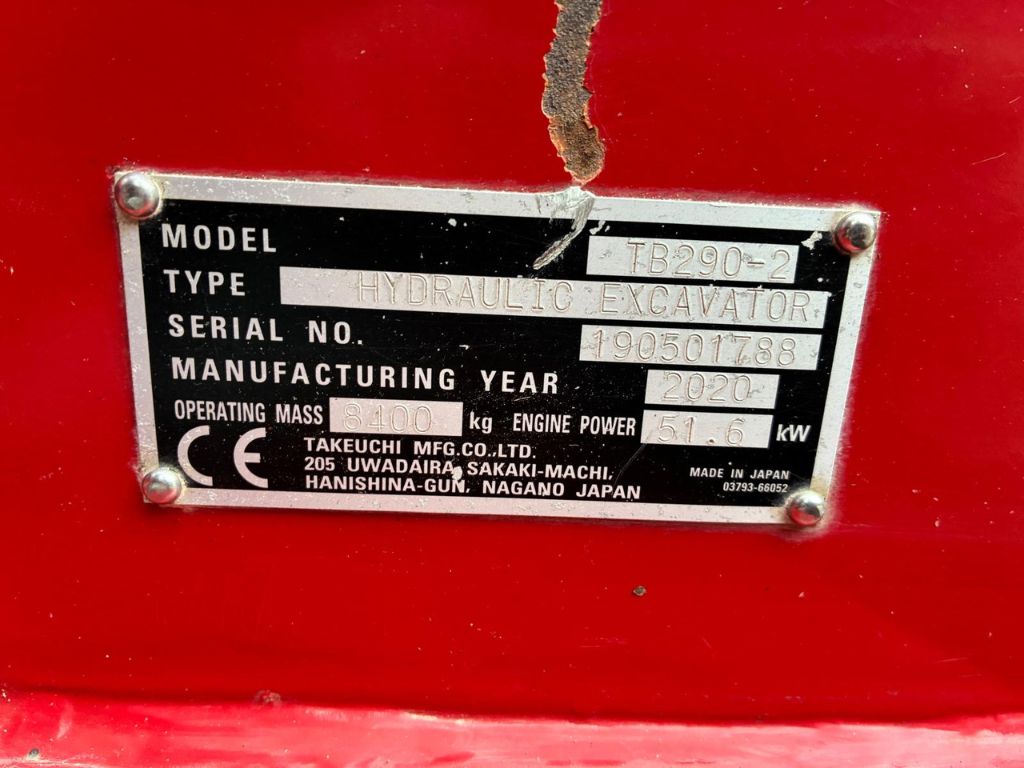 MODEL TB290-2
TYPE HYDRAULIC EXCAVATOR
SERIAL NO. 190501788
MANUFACTURING YEAR 2020
OPERATING MASS 8400 kg ENGINE POWER 51.6 kW
CE
TAKEUCHI MFG.CO.,LTD.
205 UWADAIRA, SAKAKI-MACHI,
HANISHINA-GUN, NAGANO JAPAN
MADE IN JAPAN
03793-66052